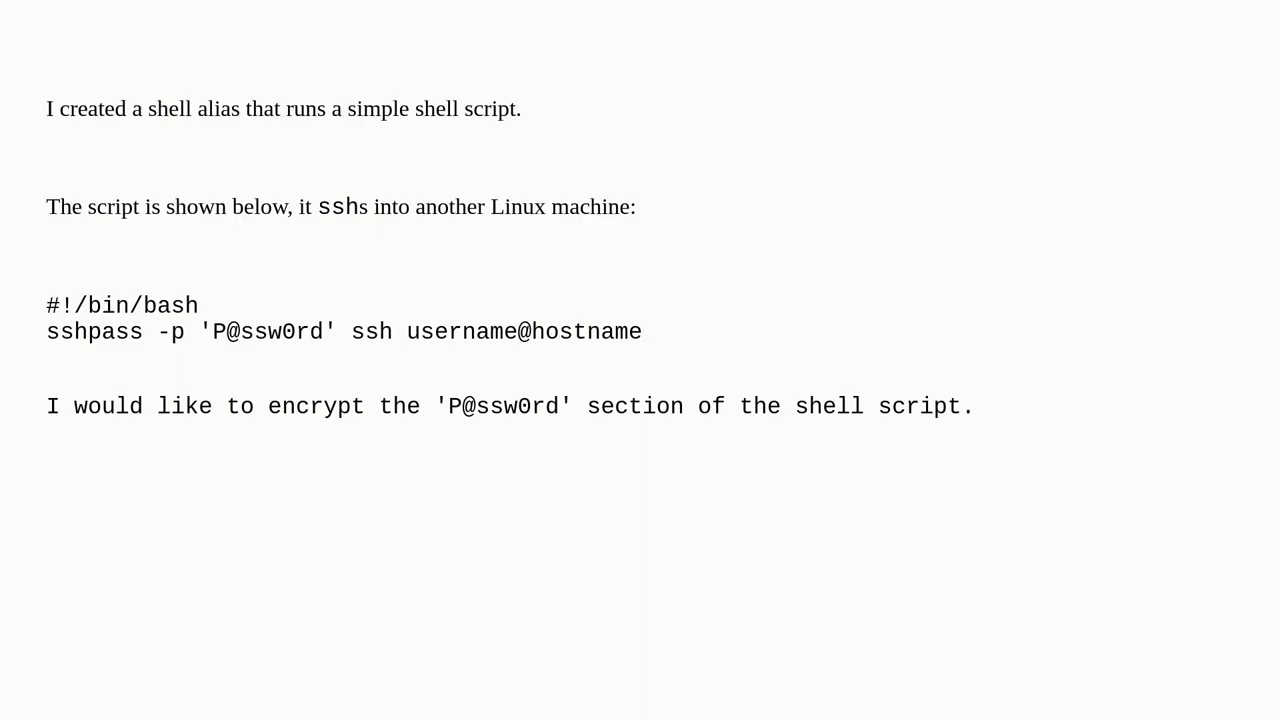 I created a shell alias that runs a simple shell script.
The script is shown below, it sshs into another Linux machine:
#!/bin/bash
sshpass -p 'P@ssw0rd' ssh username@hostname
I would like to encrypt the 'P@ssw0rd' section of the shell script.